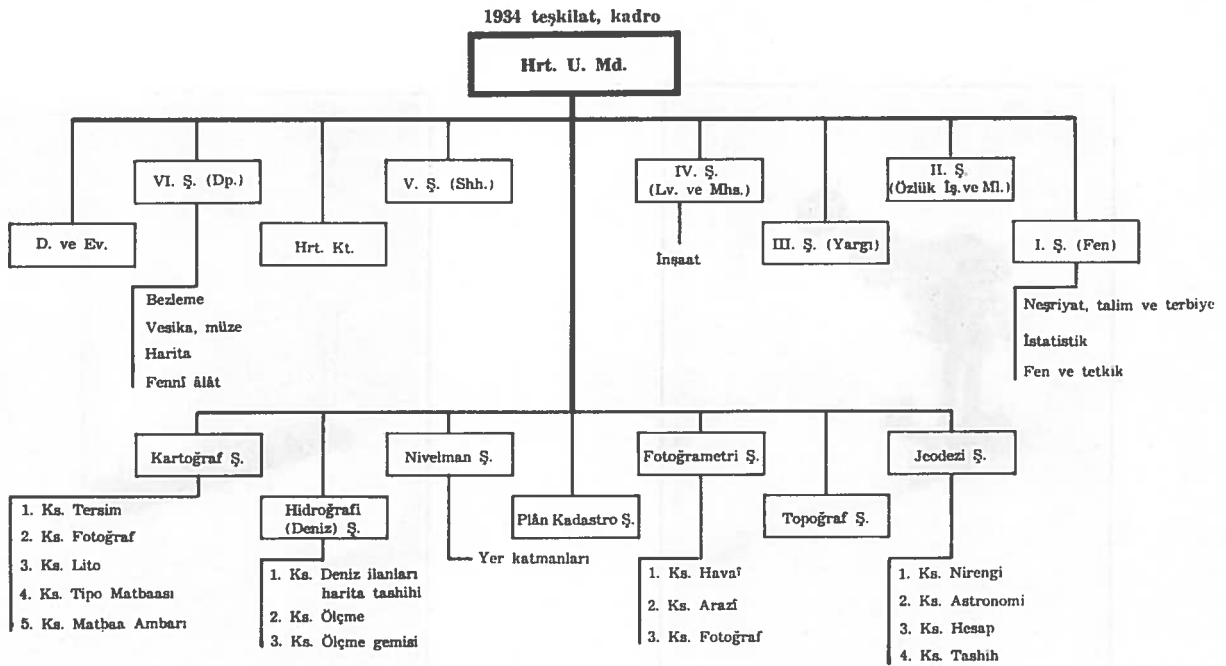 1934 teşkilat, kadro
Hrt. U. Md.
VI. Ş. (Dp.)
V. Ş. (Shh.)
IV. Ş.
(Lv. ve Mhs.)
II. Ş.
(Özlük İş. ve Ml.)
D. ve Ev.
Hrt. Kt.
İnşaat
III. Ş. (Yargı)
I. Ş. (Fen)
Bezleme
Vesika, müze
Harita
Fennî âlât
Neşriyat, talim ve terbiye
İstatistik
Fen ve tetkik
Kartoğraf Ş.
Nivelman Ş.
Fotoğrametri Ş.
Jeodezi Ş.
Hidroğrafi
(Deniz) Ş.
Plân Kadastro Ş.
Topoğraf Ş.
1. Ks. Tersim
2. Ks. Fotoğraf
3. Ks. Lito
4. Ks. Tipo Matbaası
5. Ks. Matbaa Ambarı
1. Ks. Deniz ilanları
harita tashihi
2. Ks. Ölçme
3. Ks. Ölçme gemisi
Yer katmanları
1. Ks. Havaî
2. Ks. Arazî
3. Ks. Fotoğraf
1. Ks. Nirengi
2. Ks. Astronomi
3. Ks. Hesap
4. Ks. Tashih